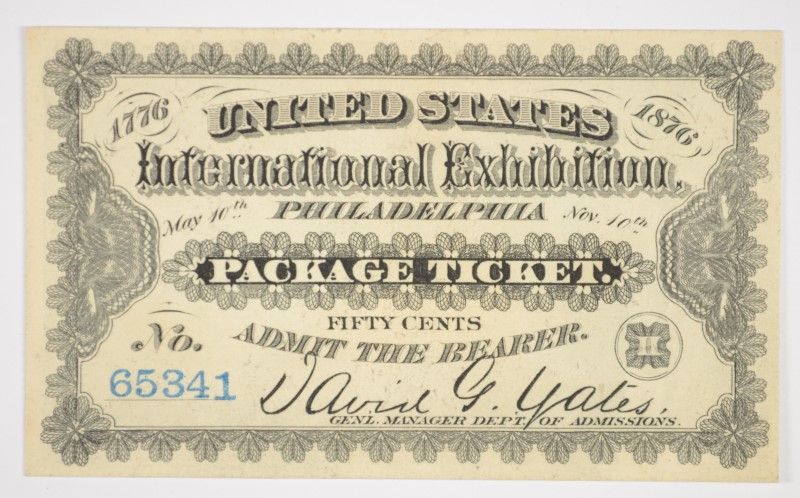 1776 UNITED STATES 1876
International Exhibition,
May 10th PHILADELPHIA Nov. 10th
PACKAGE TICKET.
FIFTY CENTS
No. ADMIT THE BEARER.
65341 David G. Yates,
GENL. MANAGER DEPT. OF ADMISSIONS.